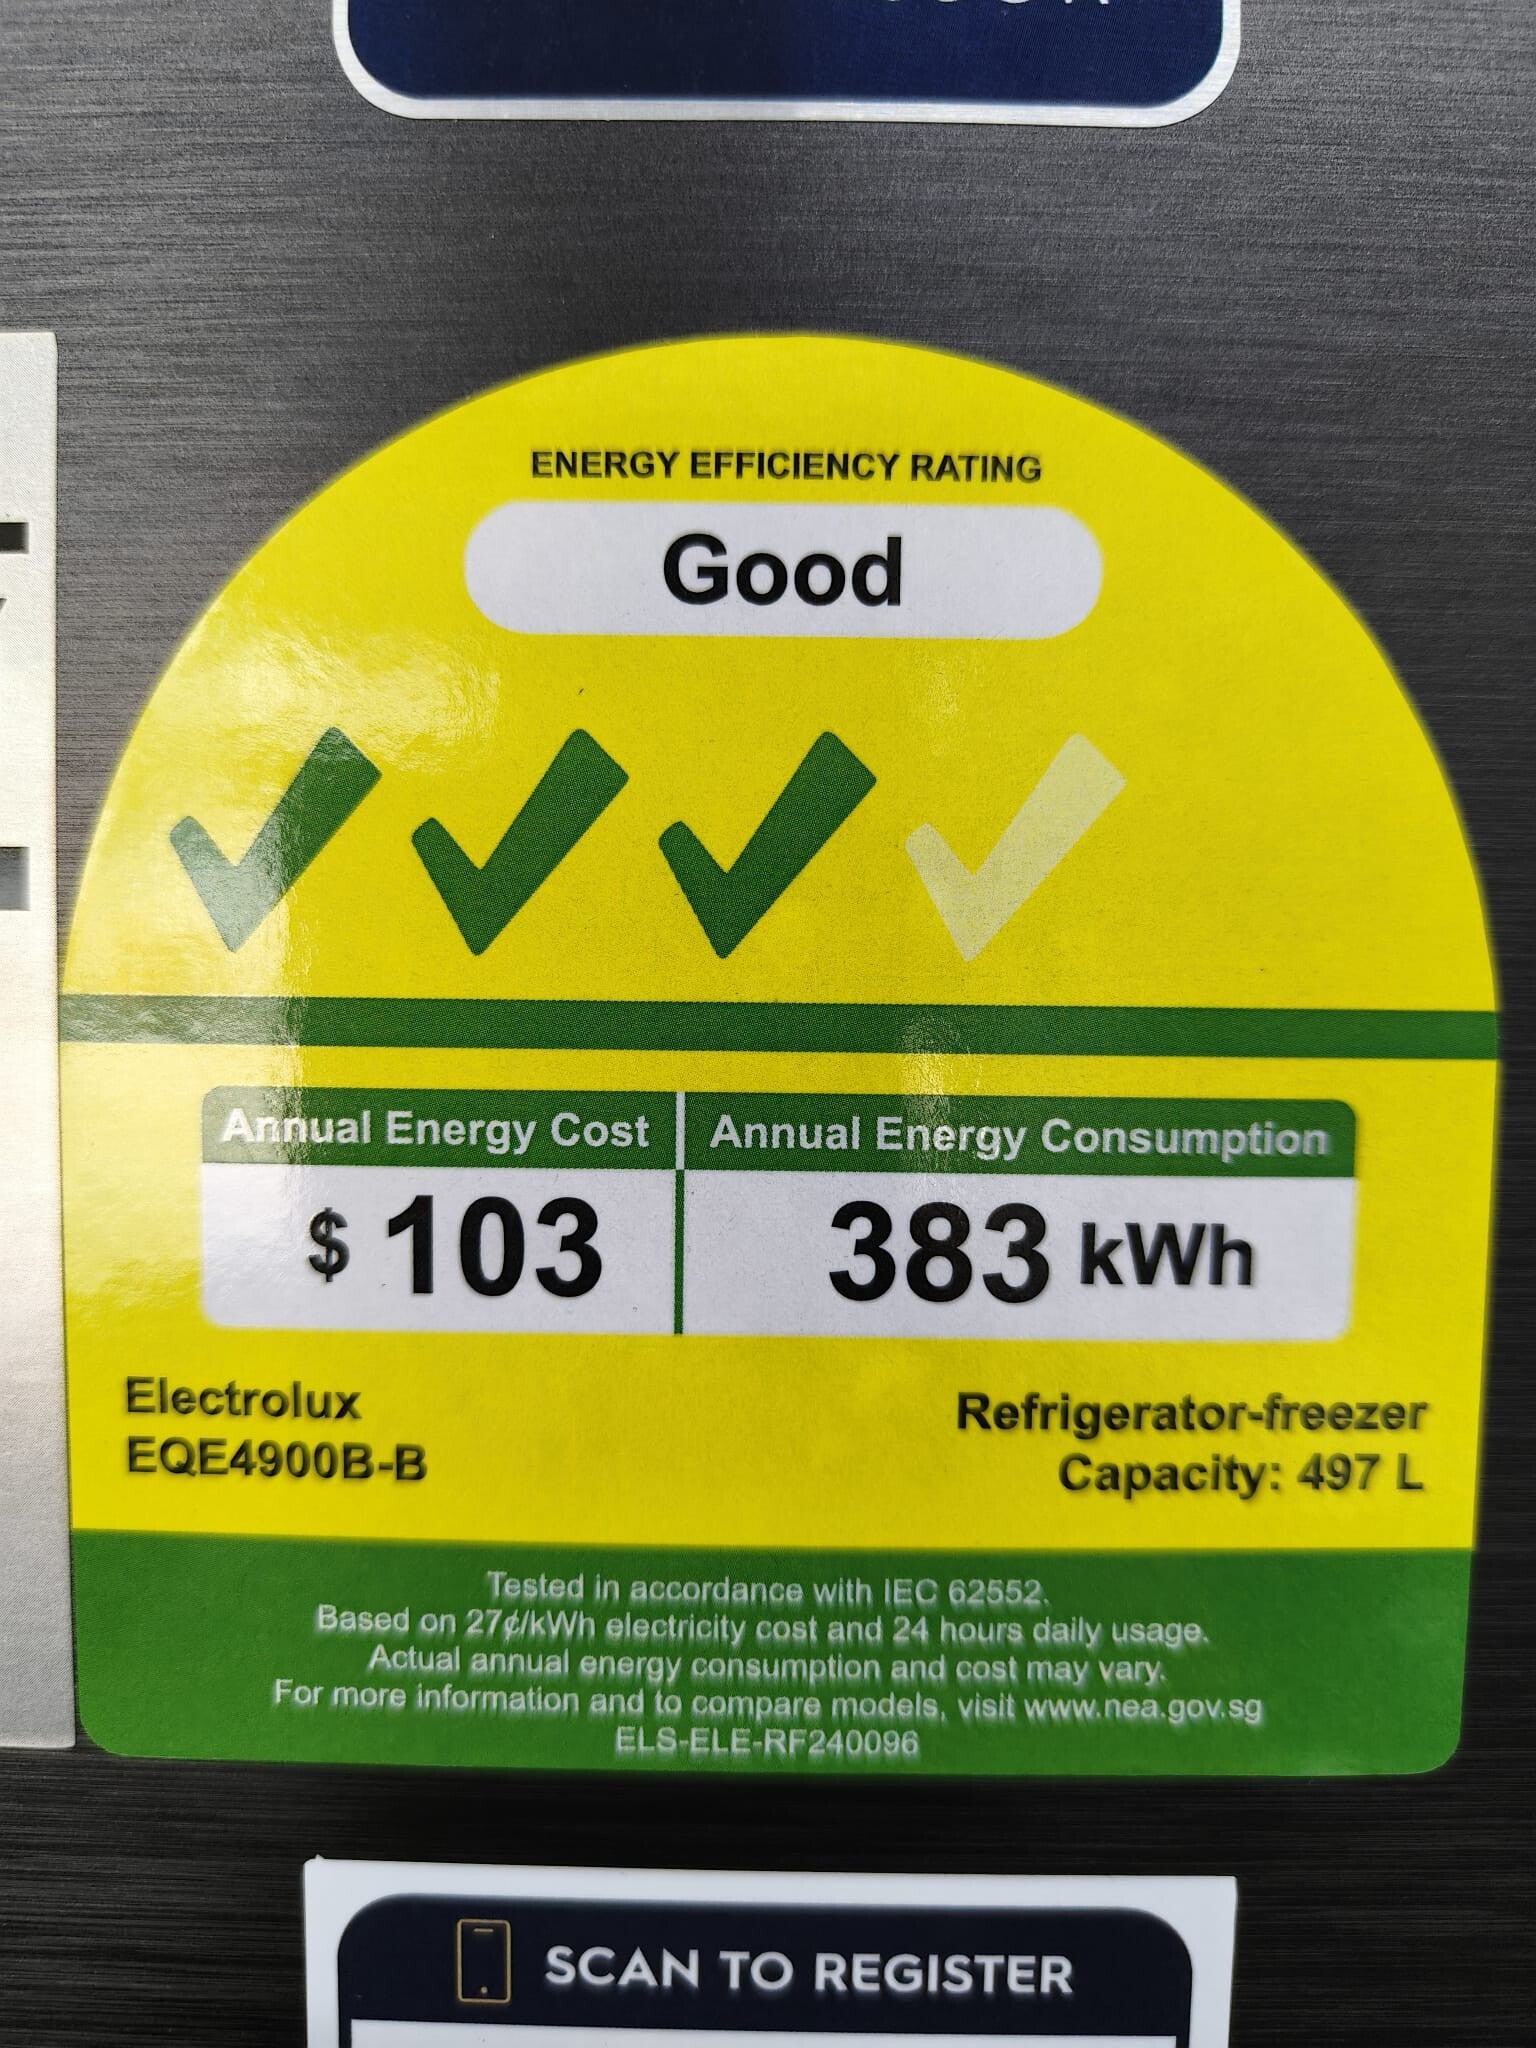 ENERGY EFFICIENCY RATING
Good
Annual Energy Cost
$ 103
Annual Energy Consumption
383 kWh
Electrolux
EQE4900B-B
Refrigerator-freezer
Capacity: 497 L
Tested in accordance with IEC 62552.
Based on 27¢/kWh electricity cost and 24 hours daily usage.
Actual annual energy consumption and cost may vary.
For more information and to compare models, visit www.nea.gov.sg
ELS-ELE-RF240096
SCAN TO REGISTER